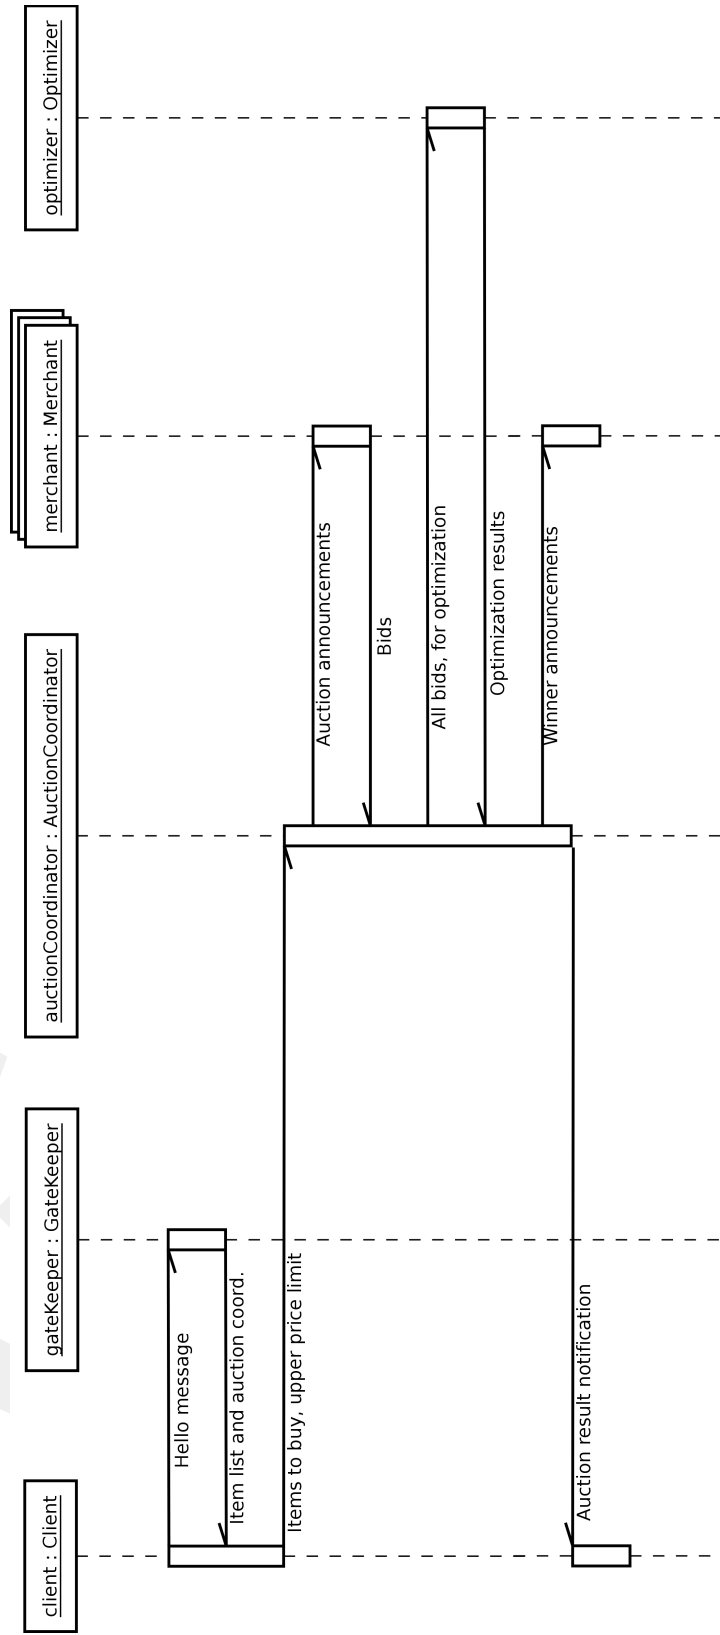 client : Client
gateKeeper : GateKeeper
auctionCoordinator : AuctionCoordinator
merchant : Merchant
optimizer : Optimizer
Hello message
Item list and auction coord.
Items to buy, upper price limit
Auction announcements
Bids
All bids, for optimization
Optimization results
Winner announcements
Auction result notification